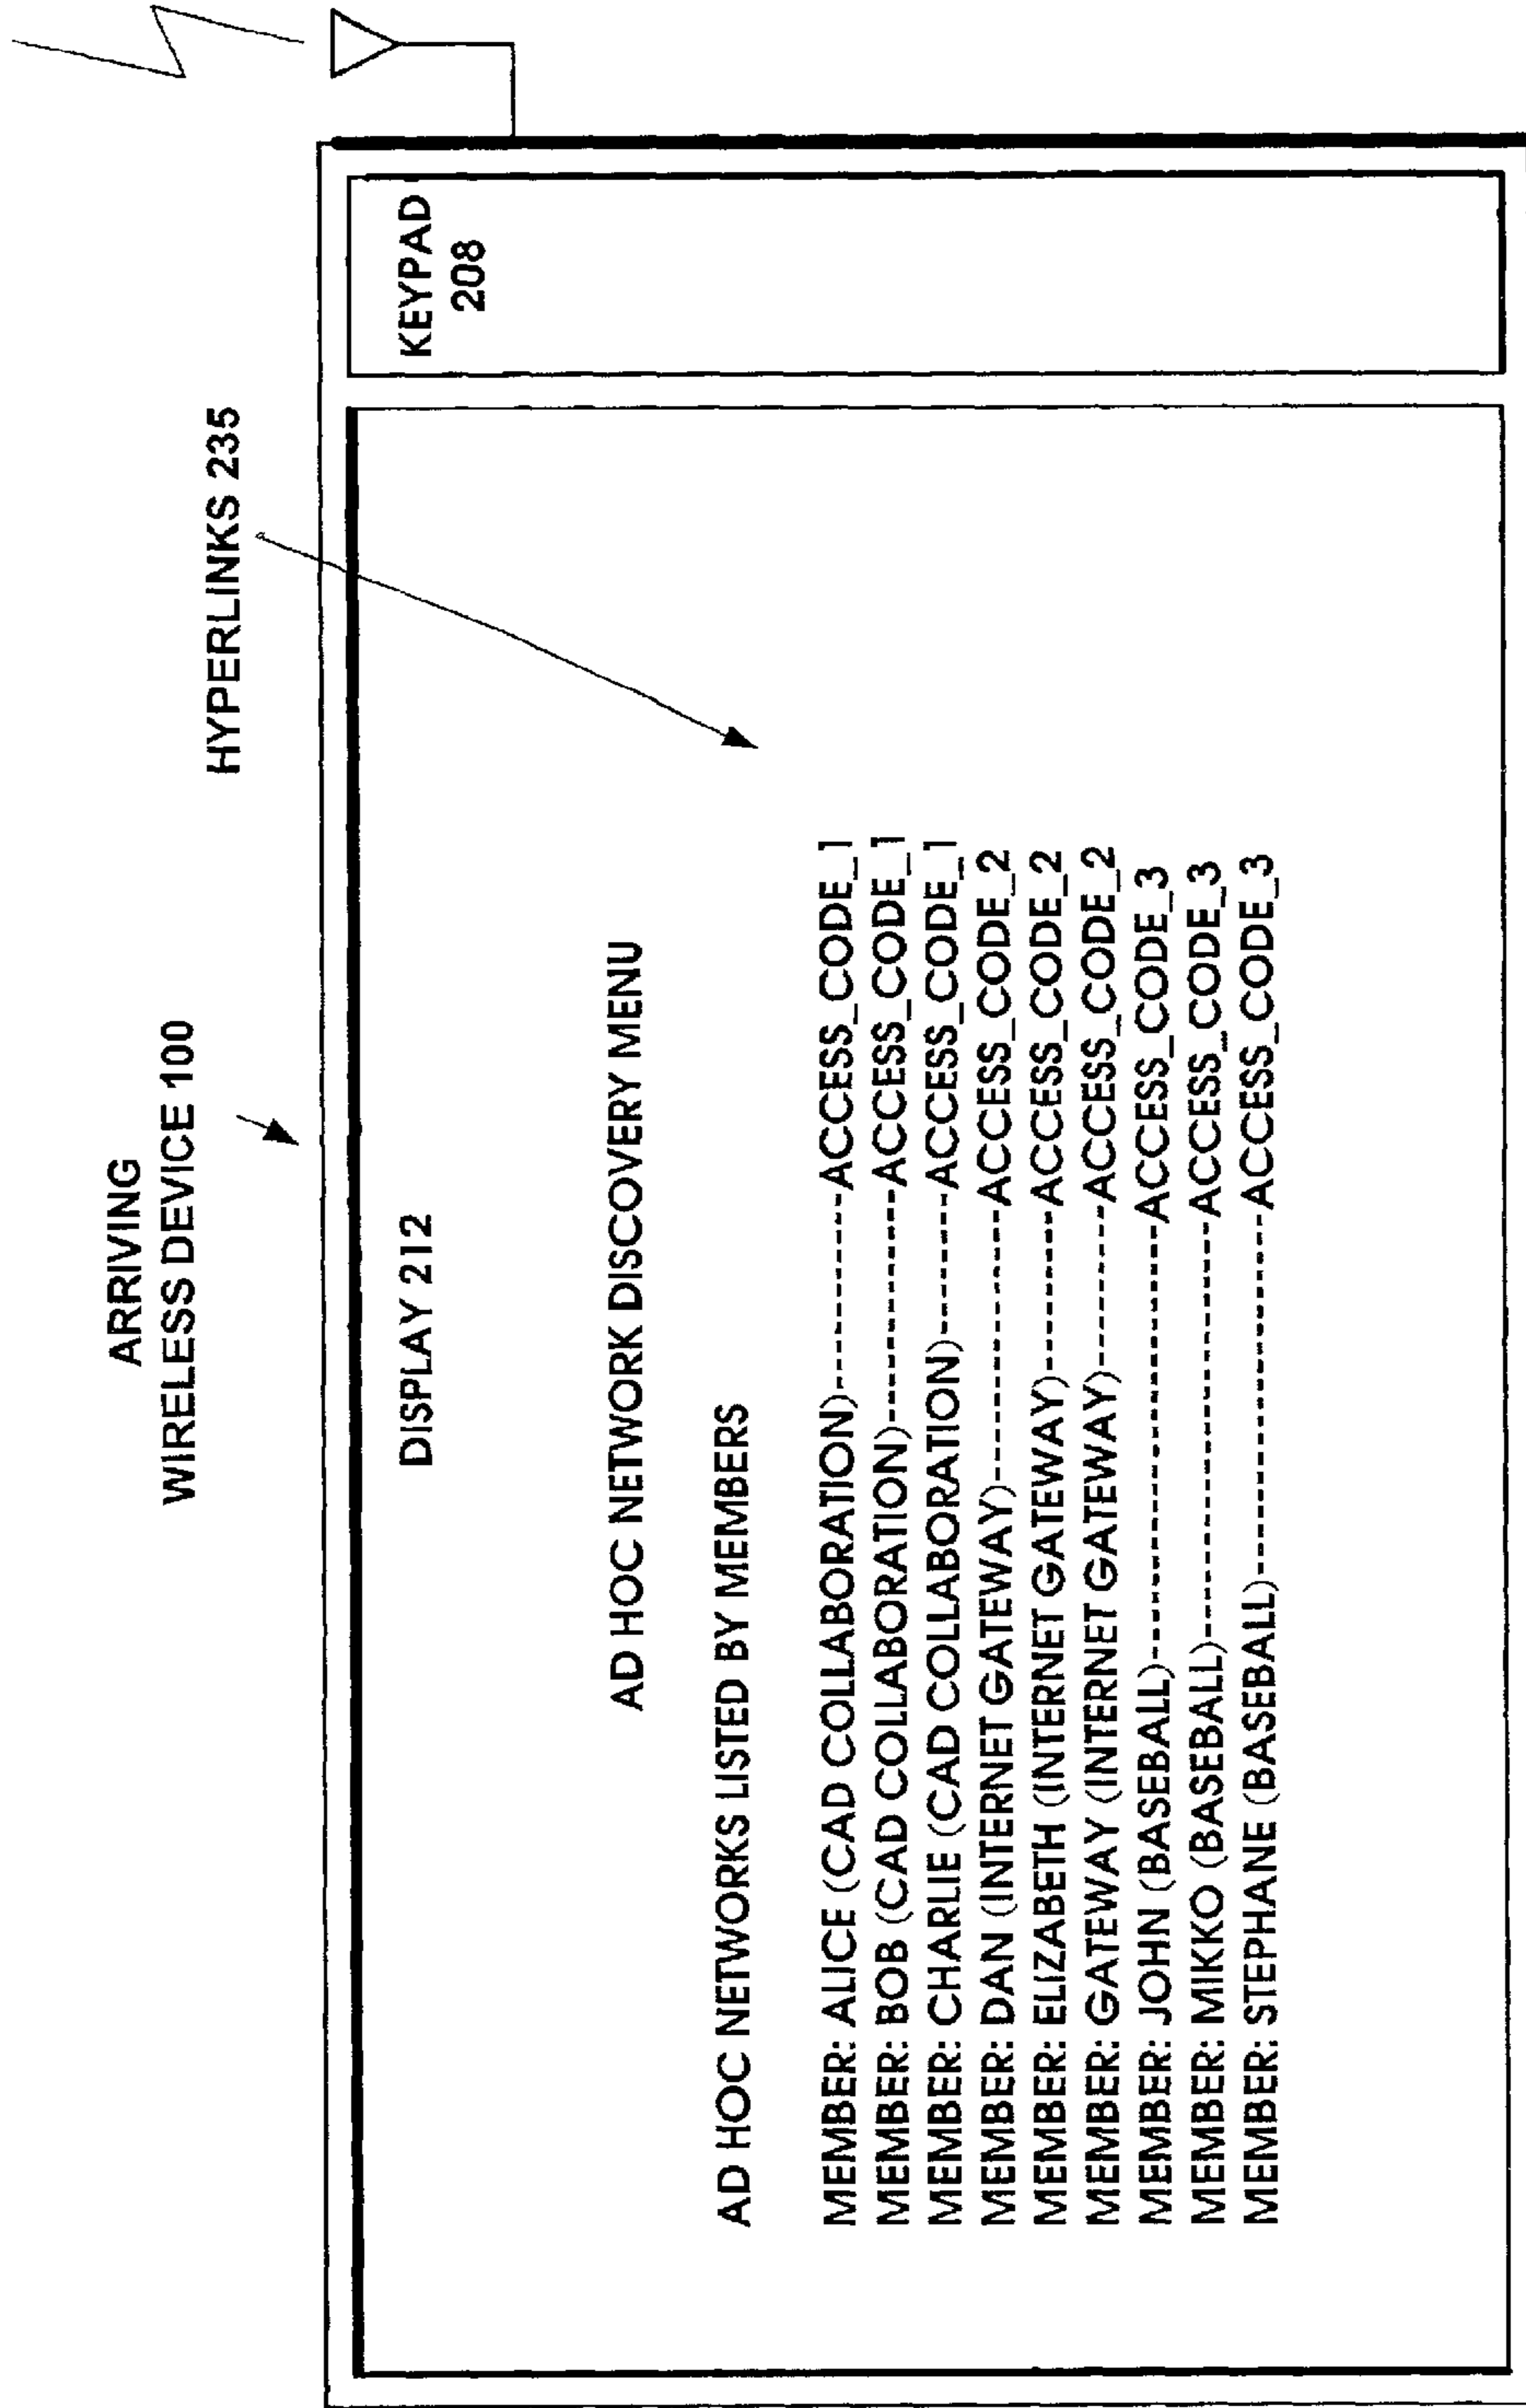 ARRIVING
WIRELESS DEVICE 100
HYPERLINKS 235
DISPLAY 212
KEYPAD
208
AD HOC NETWORK DISCOVERY MENU
AD HOC NETWORKS LISTED BY MEMBERS
MEMBER: ALICE (CAD COLLABORATION)------------ACCESS_CODE_1
MEMBER: BOB (CAD COLLABORATION)--------------ACCESS_CODE_1
MEMBER: CHARLIE (CAD COLLABORATION)-------ACCESS_CODE_1
MEMBER: DAN (INTERNET GATEWAY)----------------ACCESS_CODE_2
MEMBER: ELIZABETH (INTERNET GATEWAY)---------ACCESS_CODE_2
MEMBER: GATEWAY (INTERNET GATEWAY)--------ACCESS_CODE_2
MEMBER: JOHN (BASEBALL)--------------------------ACCESS_CODE_3
MEMBER: MIKKO (BASEBALL)-------------------------ACCESS_CODE_3
MEMBER: STEPHANE (BASEBALL)---------------------ACCESS_CODE_3